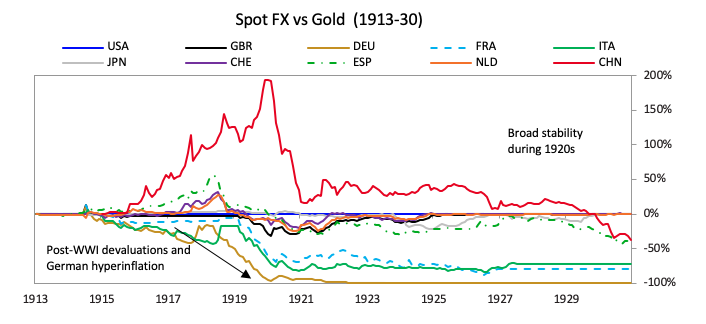 Spot FX vs Gold (1913-30)
USA GBR DEU FRA ITA
JPN CHE ESP NLD CHN
200%
150%
100%
50%
0%
-50%
-100%
Broad stability
during 1920s
Post-WWI devaluations and
German hyperinflation
1913 1915 1917 1919 1921 1923 1925 1927 1929